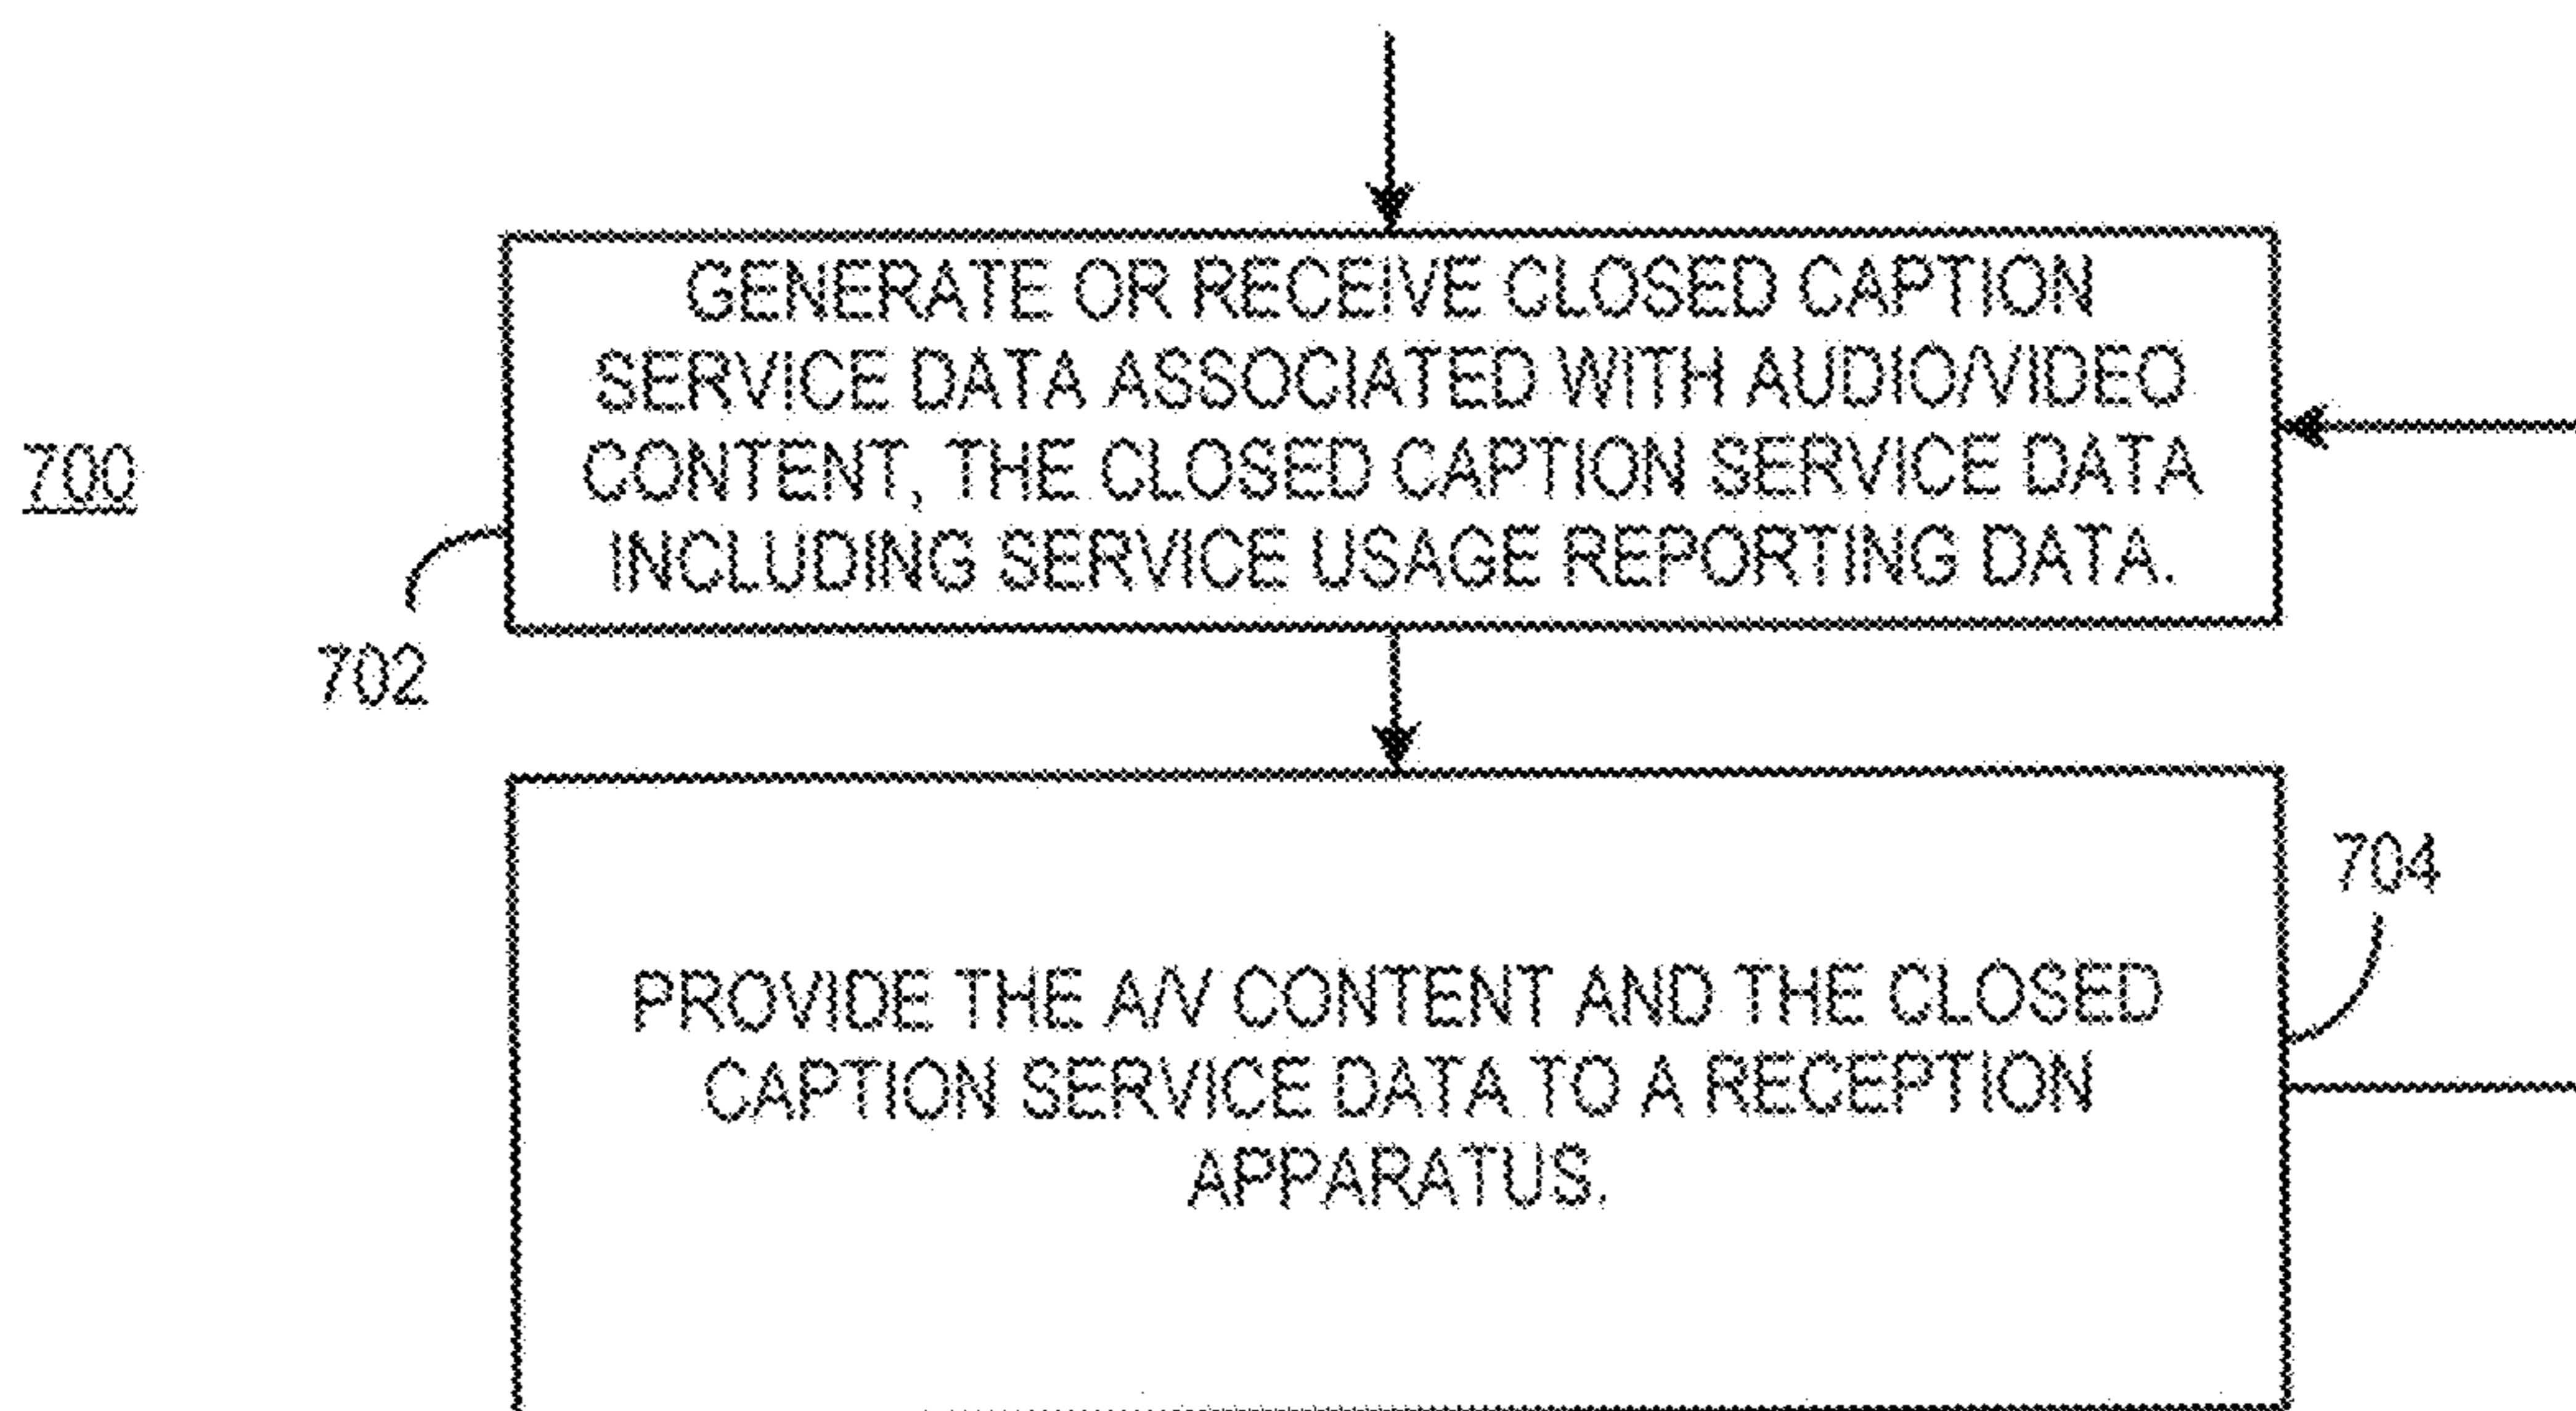 GENERATE OR RECEIVE CLOSED CAPTION
SERVICE DATA ASSOCIATED WITH AUDIO/VIDEO
CONTENT, THE CLOSED CAPTION SERVICE DATA
INCLUDING SERVICE USAGE REPORTING DATA.
700
702
704
PROVIDE THE A/V CONTENT AND THE CLOSED
CAPTION SERVICE DATA TO A RECEPTION
APPARATUS.